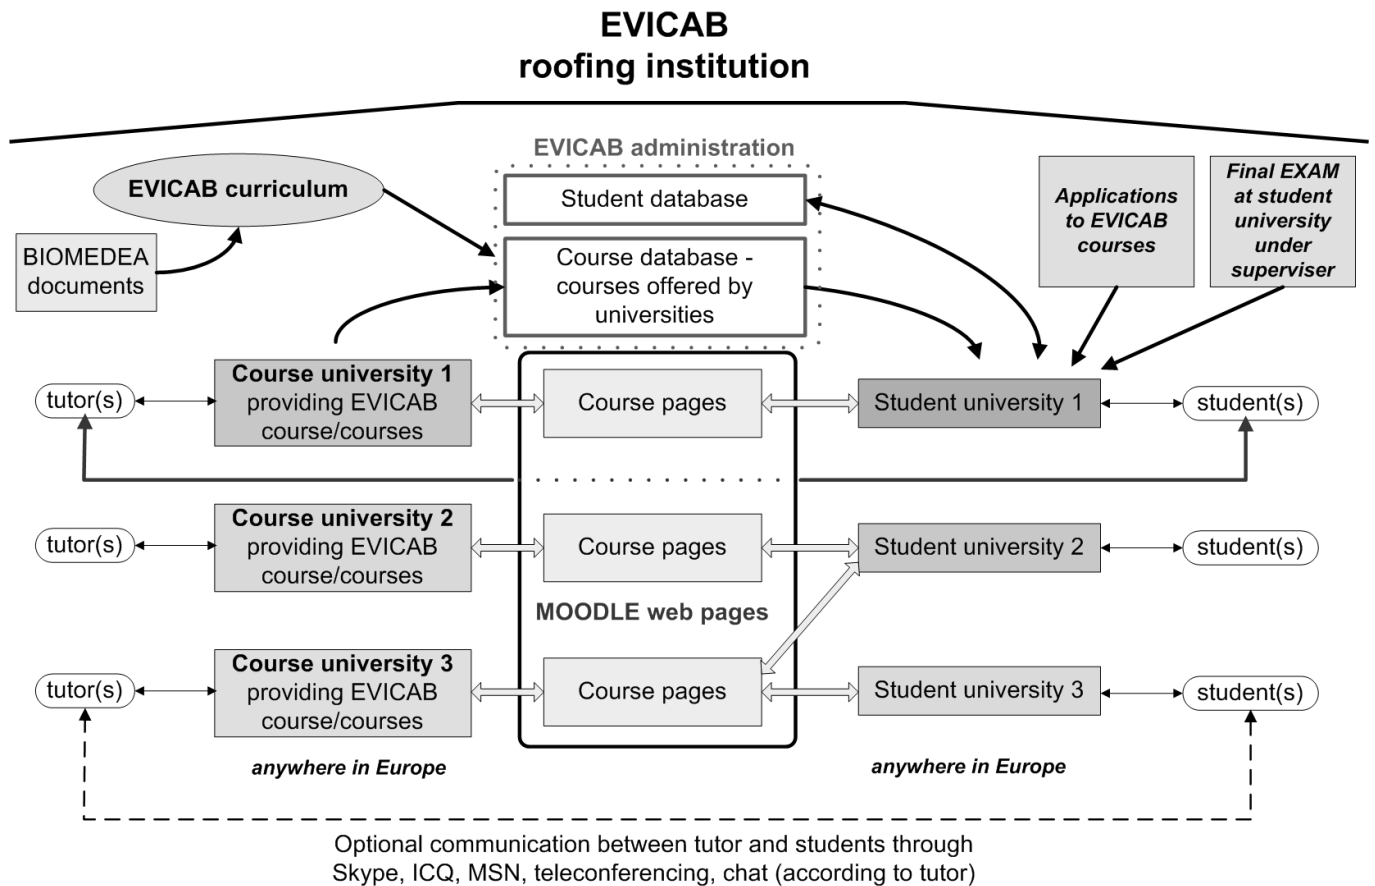 EVICAB
roofing institution
EVICAB administration
EVICAB curriculum
BIOMEDEA
documents
Student database
Course database -
courses offered by
universities
Applications
to EVICAB
courses
Final EXAM
at student
university
under
superviser
tutor(s)
Course university 1
providing EVICAB
course/courses
Course pages
Student university 1
student(s)
tutor(s)
Course university 2
providing EVICAB
course/courses
Course pages
Student university 2
student(s)
MOODLE web pages
tutor(s)
Course university 3
providing EVICAB
course/courses
Course pages
Student university 3
student(s)
anywhere in Europe
anywhere in Europe
Optional communication between tutor and students through
Skype, ICQ, MSN, teleconferencing, chat (according to tutor)